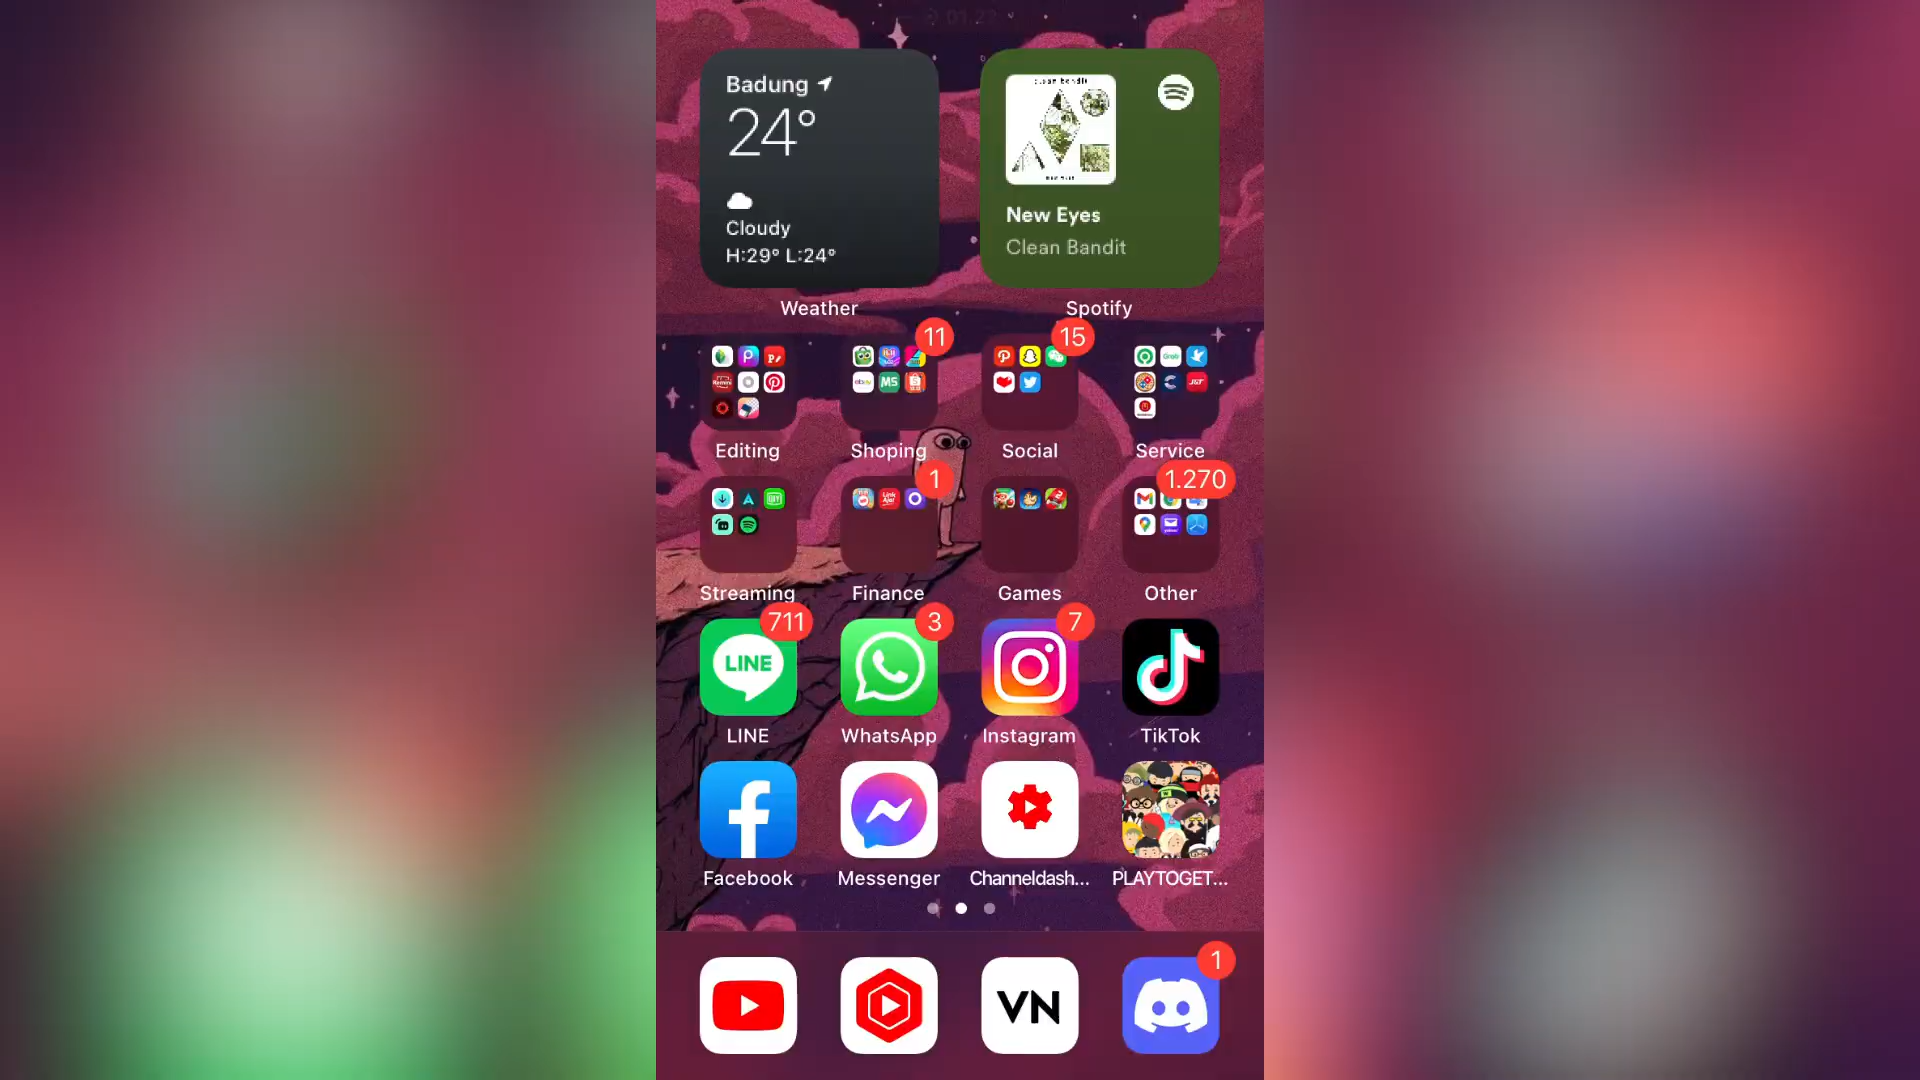 Badung
24°
Cloudy
H:29° L:24°
Weather
clean bandit
New Eyes
Clean Bandit
Spotify
11
15
Editing
Shoping
Social
Service
1
1.270
Streaming
Finance
Games
Other
711
3
7
LINE
LINE
WhatsApp
Instagram
TikTok
Facebook
Messenger
Channeldash...
PLAYTOGET...
1
VN